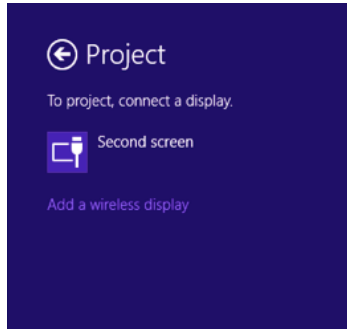 Project
To project, connect a display.
Second screen
Add a wireless display